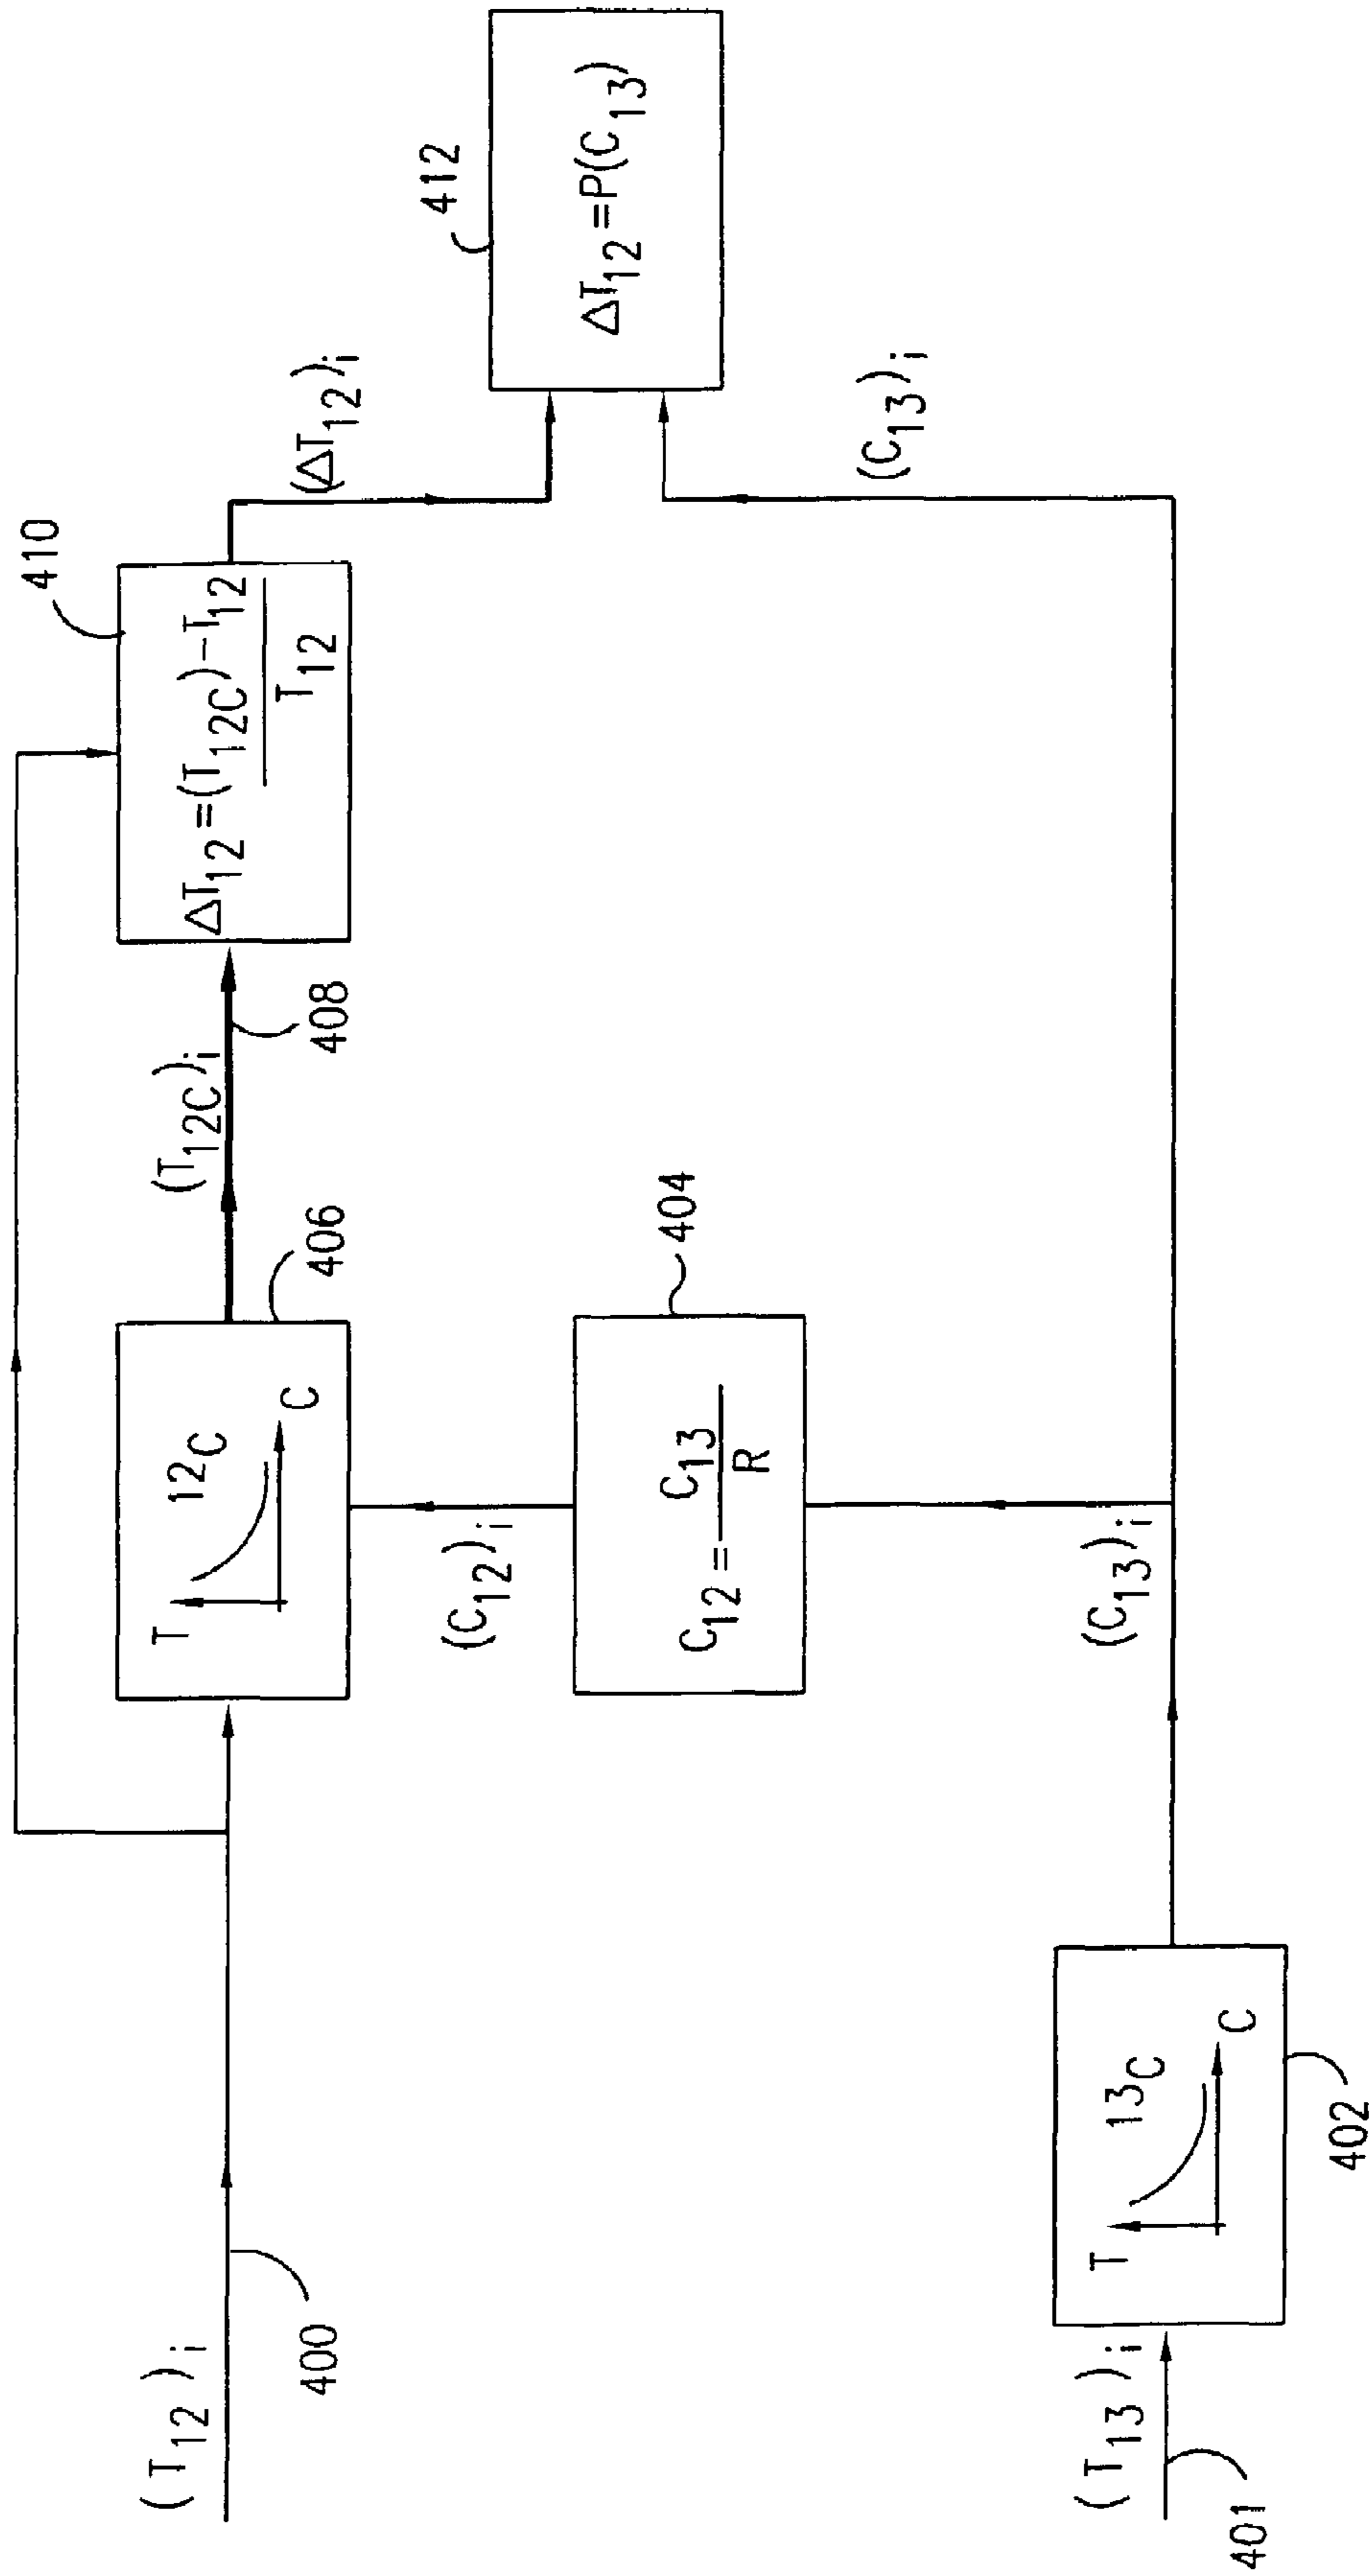 (T12)i
400
T
12C
C
406
(T12C)i
408
ΔT12=(T12C)-T12
T12
410
(ΔT12)i
412
ΔT12=P(C13)
(C12)i
C12=C13
R
404
(T13)i
401
T
13C
C
402
(C13)i
(C13)i